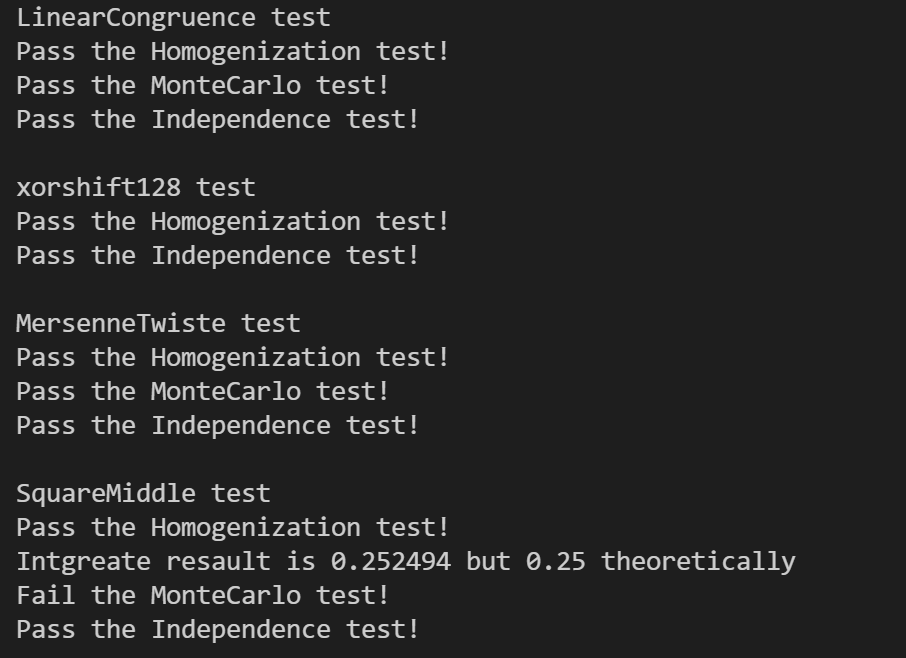 LinearCongruence test
Pass the Homogenization test!
Pass the MonteCarlo test!
Pass the Independence test!
xorshift128 test
Pass the Homogenization test!
Pass the Independence test!
MersenneTwiste test
Pass the Homogenization test!
Pass the MonteCarlo test!
Pass the Independence test!
SquareMiddle test
Pass the Homogenization test!
Intgreate resault is 0.252494 but 0.25 theoretically
Fail the MonteCarlo test!
Pass the Independence test!